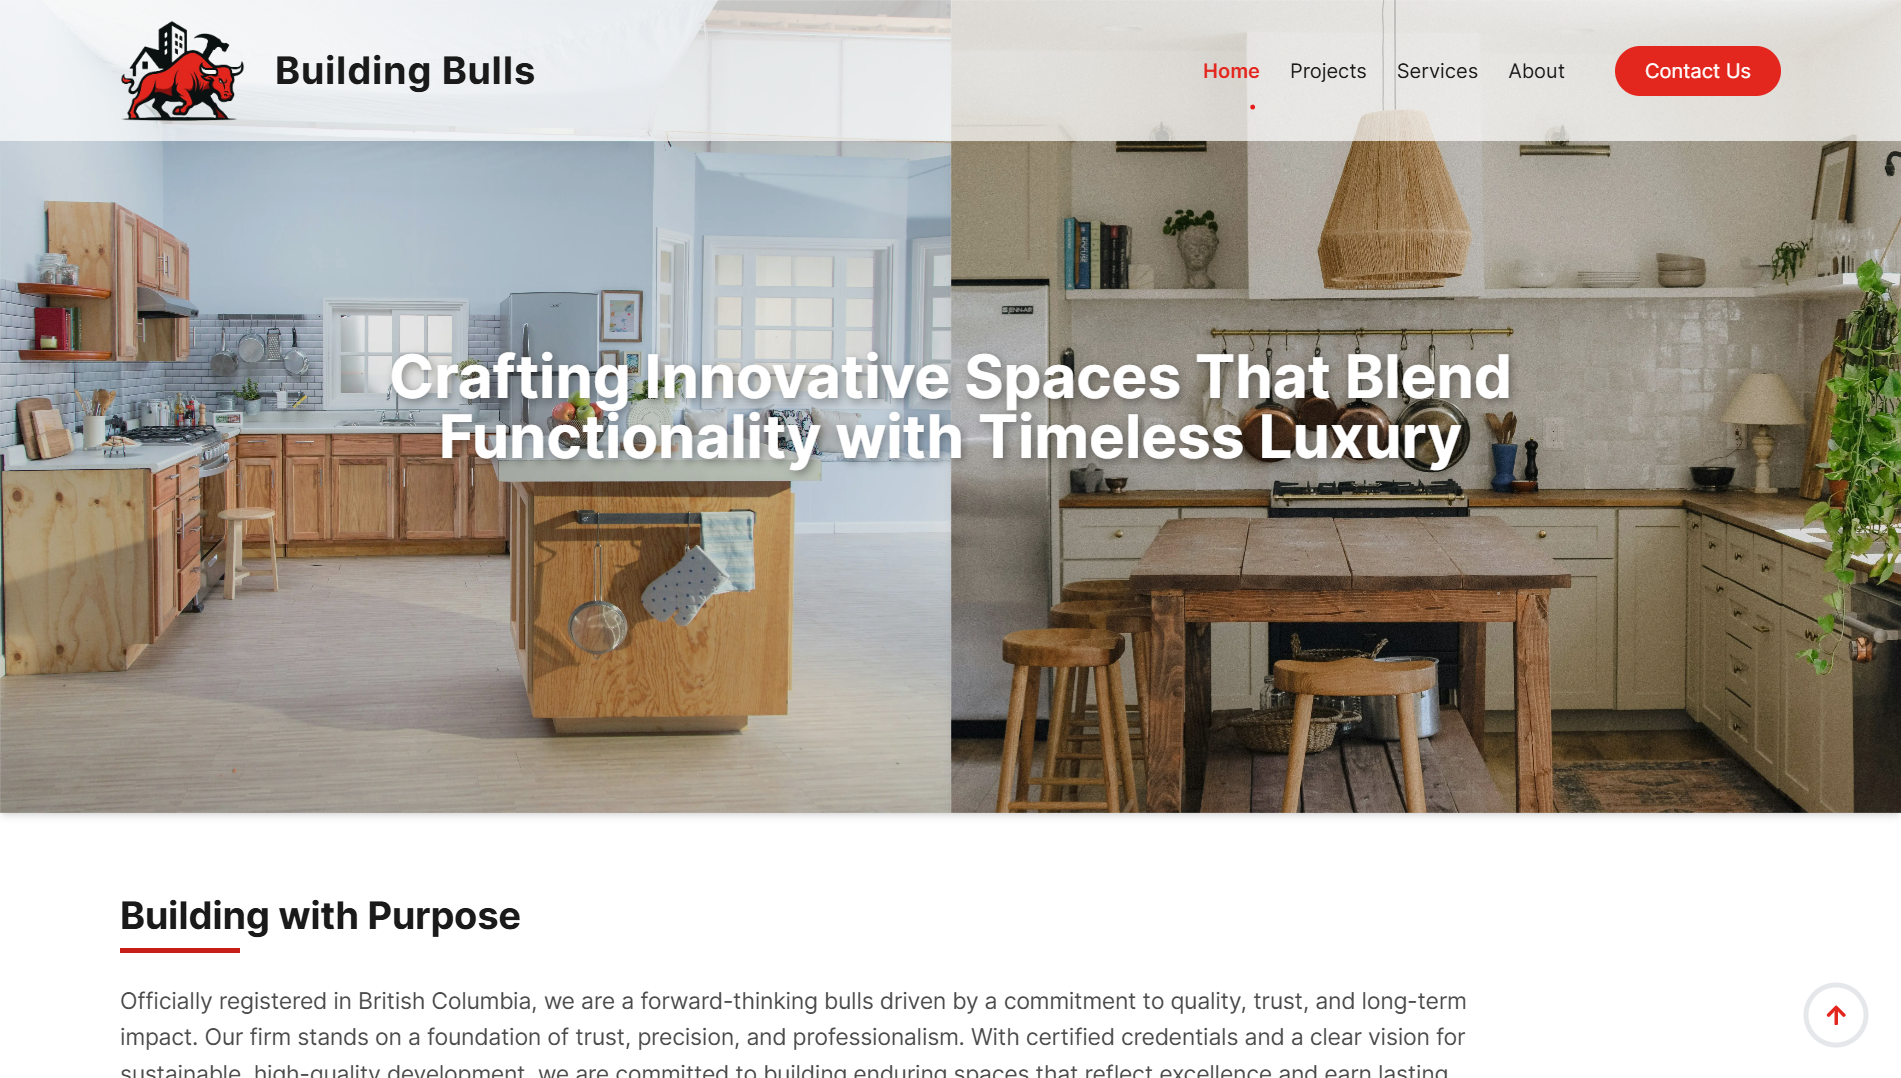 Building Bulls
Home
Projects
Services
About
Contact Us
JENN-AIR
Crafting Innovative Spaces That Blend
Functionality with Timeless Luxury
Building with Purpose
Officially registered in British Columbia, we are a forward-thinking bulls driven by a commitment to quality, trust, and long-term
impact. Our firm stands on a foundation of trust, precision, and professionalism. With certified credentials and a clear vision for
sustainable, high-quality development, we are committed to building enduring spaces that reflect excellence and earn lasting